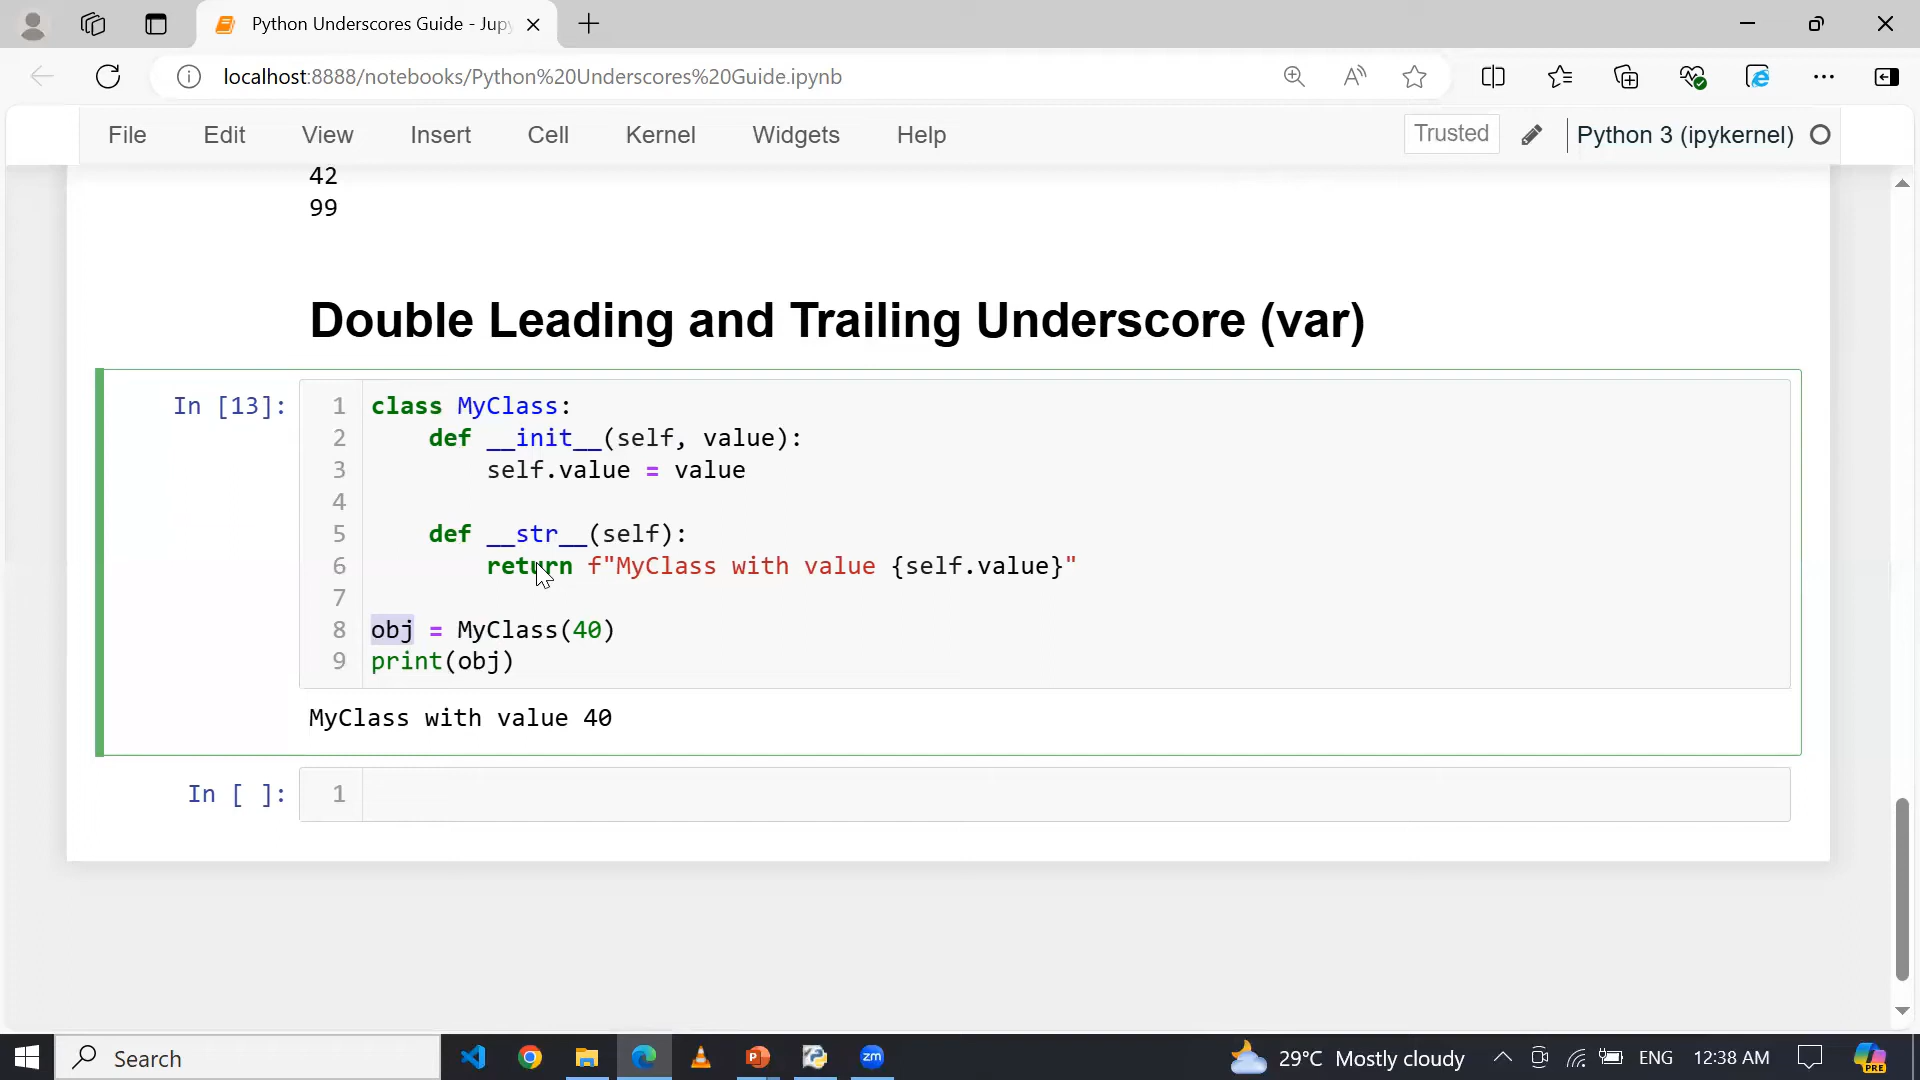 Python Underscores Guide - Jup
localhost:8888/notebooks/Python%20Underscores%20Guide.ipynb
File Edit View Insert Cell Kernel Widgets Help Trusted Python 3 (ipykernel)
42
99
Double Leading and Trailing Underscore (var)
In [13]:
1 class MyClass:
2     def __init__(self, value):
3         self.value = value
4
5     def __str__(self):
6         return f"MyClass with value {self.value}"
7
8 obj = MyClass(40)
9 print(obj)
MyClass with value 40
In [ ]: 1
Search zm 29°C Mostly cloudy ENG 12:38 AM PRE